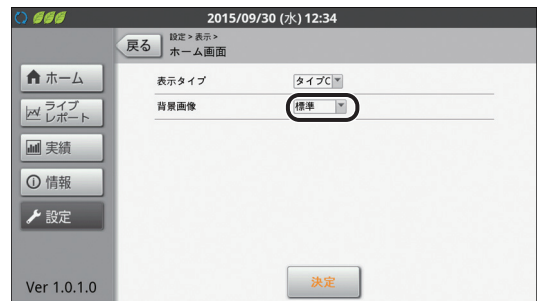 2015/09/30 (水) 12:34
戻る
設定 > 表示 >
ホーム画面
ホーム
ライブ
レポート
実績
情報
設定
Ver 1.0.1.0
表示タイプ
タイプC
背景画像
標準
決定